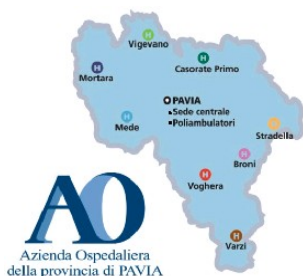 Vigevano
H
H
Casorate Primo
H
Mortara
PAVIA
Sede centrale
Poliambulatori
H
Mede
Stradella
H
Broni
H
Voghera
H
Varzi
AO
Azienda Ospedaliera
della provincia di PAVIA